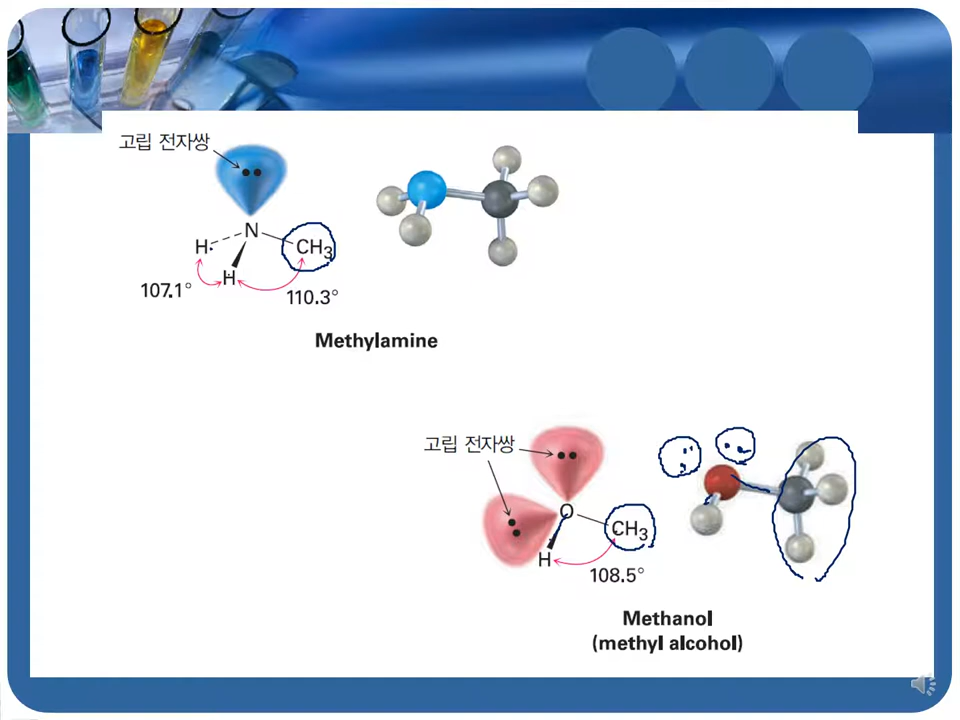 고립 전자쌍
N
H
CH3
H
107.1°
110.3°
Methylamine
고립 전자쌍
O
CH3
H
108.5°
Methanol
(methyl alcohol)